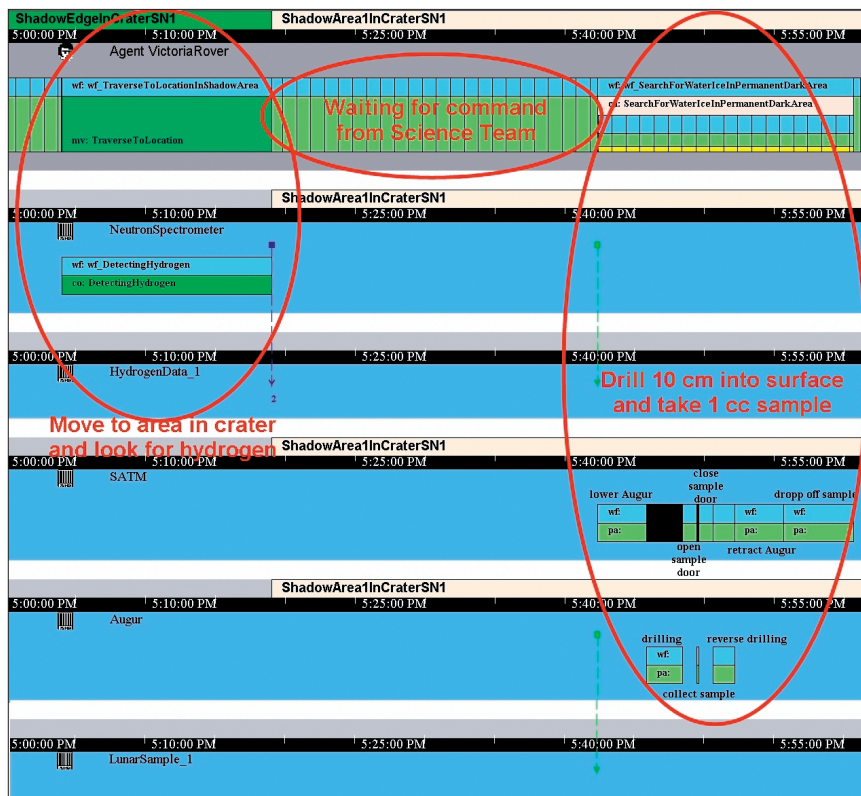 ShadowEdgeInCraterSN1 ShadowArea1InCraterSN1
5:00:00 PM 5:10:00 PM 5:25:00 PM 5:40:00 PM 5:55:00 PM
Agent VictoriaRover
wf: wf_TraverseToLocationInShadowArea wf: wf_SearchForWaterIceInPermanentDarkArea
ca: SearchForWaterIceInPermanentDarkArea
Waiting for command
from Science Team
mv: TraverseToLocation
ShadowArea1InCraterSN1
5:00:00 PM 5:10:00 PM 5:25:00 PM 5:40:00 PM 5:55:00 PM
NeutronSpectrometer
wf: wf_DetectingHydrogen
co: DetectingHydrogen
5:00:00 PM 5:10:00 PM 5:25:00 PM 5:40:00 PM 5:55:00 PM
HydrogenData_1
2
Drill 10 cm into surface
and take 1 cc sample
Move to area in crater
and look for hydrogen
ShadowArea1InCraterSN1
5:00:00 PM 5:10:00 PM 5:25:00 PM 5:40:00 PM 5:55:00 PM
SATM
close
sample
door
lower Augur dropp off sample
wf: wf: wf:
pa: pa: pa:
open
sample
door
retract Augur
ShadowArea1InCraterSN1
5:00:00 PM 5:10:00 PM 5:25:00 PM 5:40:00 PM 5:55:00 PM
Augur
drilling reverse drilling
wf:
pa:
collect sample
5:00:00 PM 5:25:00 PM 5:40:00 PM 5:55:00 PM
LunarSample_1